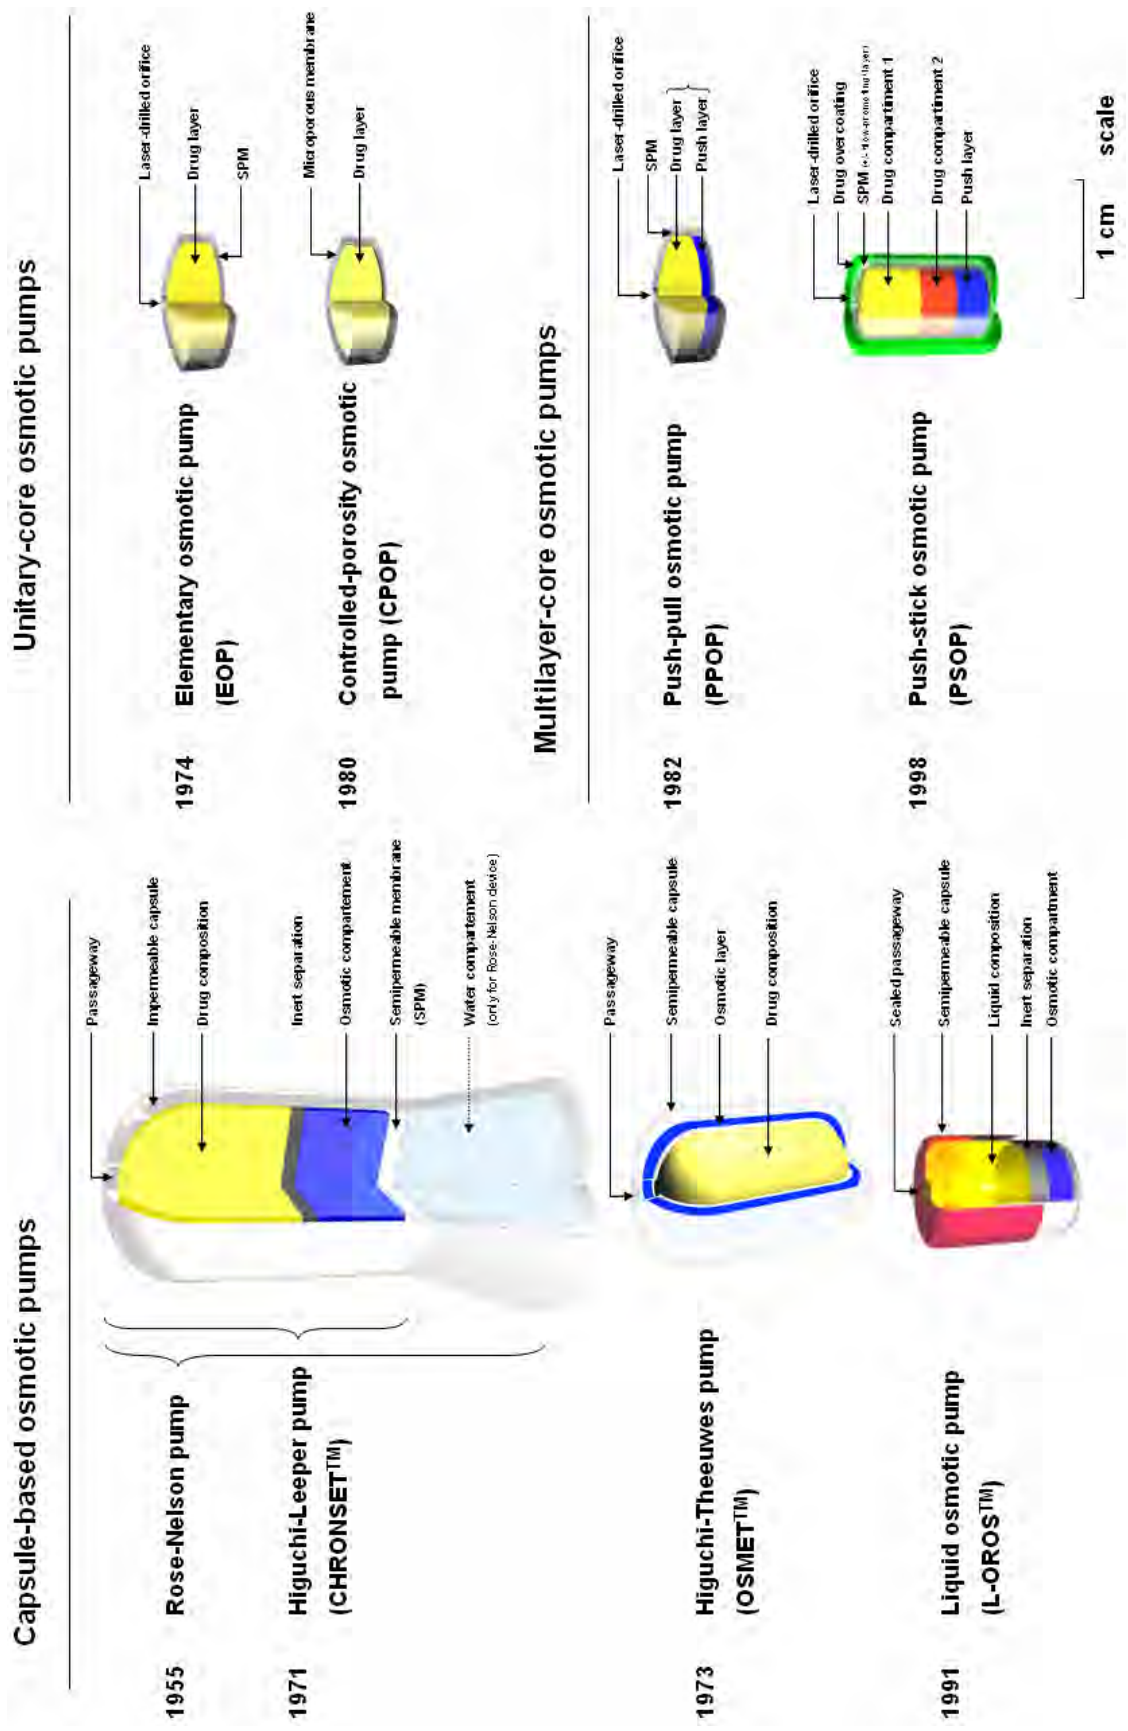 Capsule-based osmotic pumps
1955
Rose-Nelson pump
1971
Higuchi-Leeper pump
(CHRONSET™)
Passageway
Impermeable capsule
Drug composition
Inert separation
Osmotic compartement
Semipermeable membrane
(SPM)
Water compartement
(only for Rose-Nelson device)
1973
Higuchi-Theeuwes pump
(OSMET™)
Passageway
Semipermeable capsule
Osmotic layer
Drug composition
1991
Liquid osmotic pump
(L-OROS™)
Sealed passageway
Semipermeable capsule
Liquid composition
Inert separation
Osmotic compartment
Unitary-core osmotic pumps
1974
Elementary osmotic pump
(EOP)
Laser-drilled orifice
Drug layer
SPM
1980
Controlled-porosity osmotic
pump (CPOP)
Microporous membrane
Drug layer
Multilayer-core osmotic pumps
1982
Push-pull osmotic pump
(PPOP)
Laser-drilled orifice
SPM
Drug layer
Push layer
1998
Push-stick osmotic pump
(PSOP)
Laser-drilled orifice
Drug overcoating
SPM
Drug compartiment 1
Drug compartiment 2
Push layer
1 cm scale